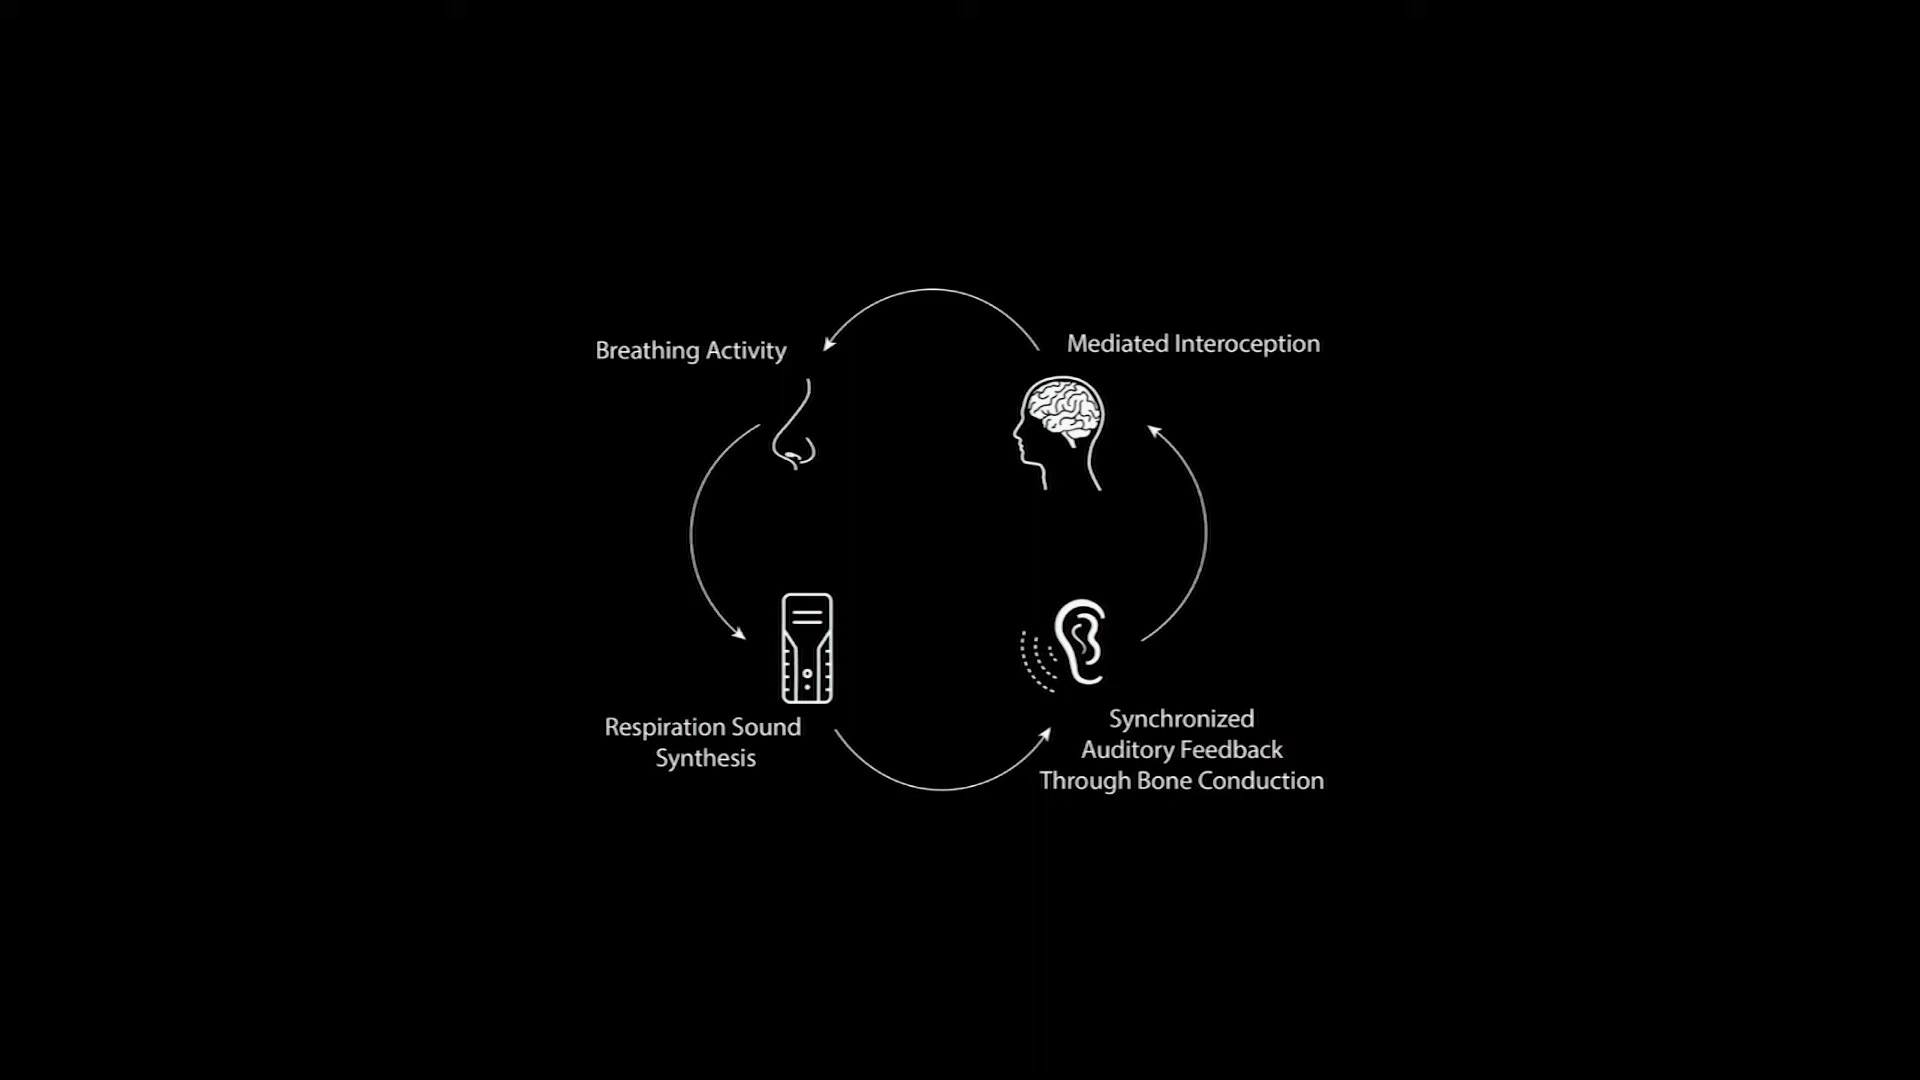 Breathing Activity
Mediated Interoception
Respiration Sound
Synthesis
Synchronized
Auditory Feedback
Through Bone Conduction